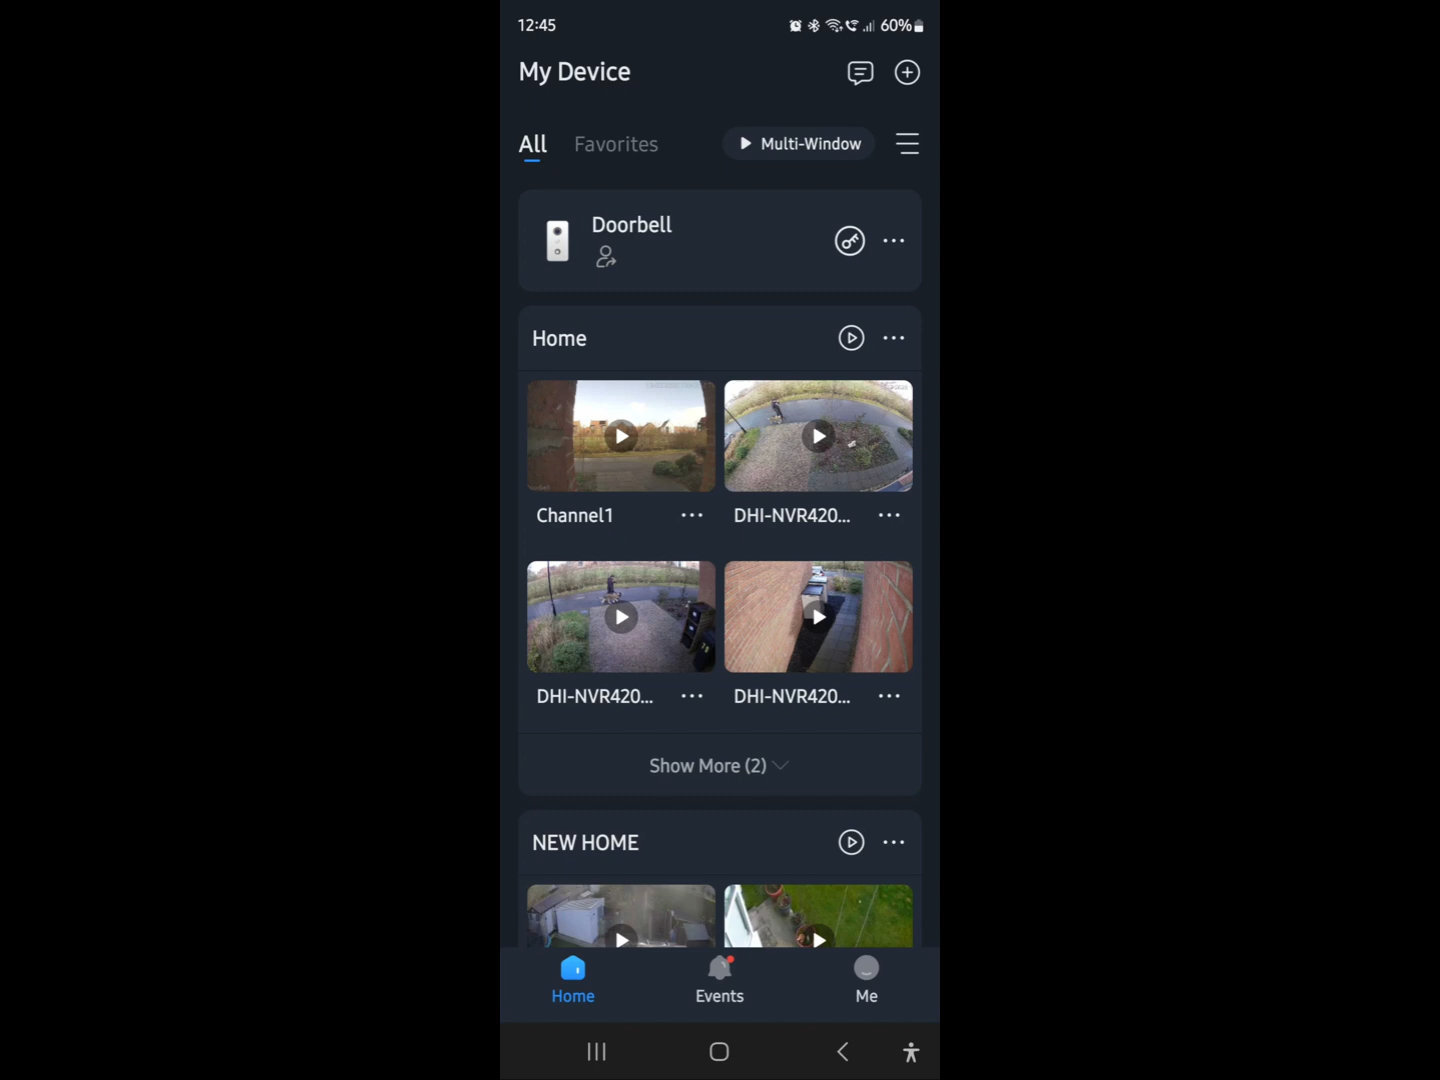 12:45
60%
My Device
All
Favorites
Multi-Window
Doorbell
Home
Channel1
DHI-NVR420...
DHI-NVR420...
DHI-NVR420...
Show More (2)
NEW HOME
Home
Events
Me